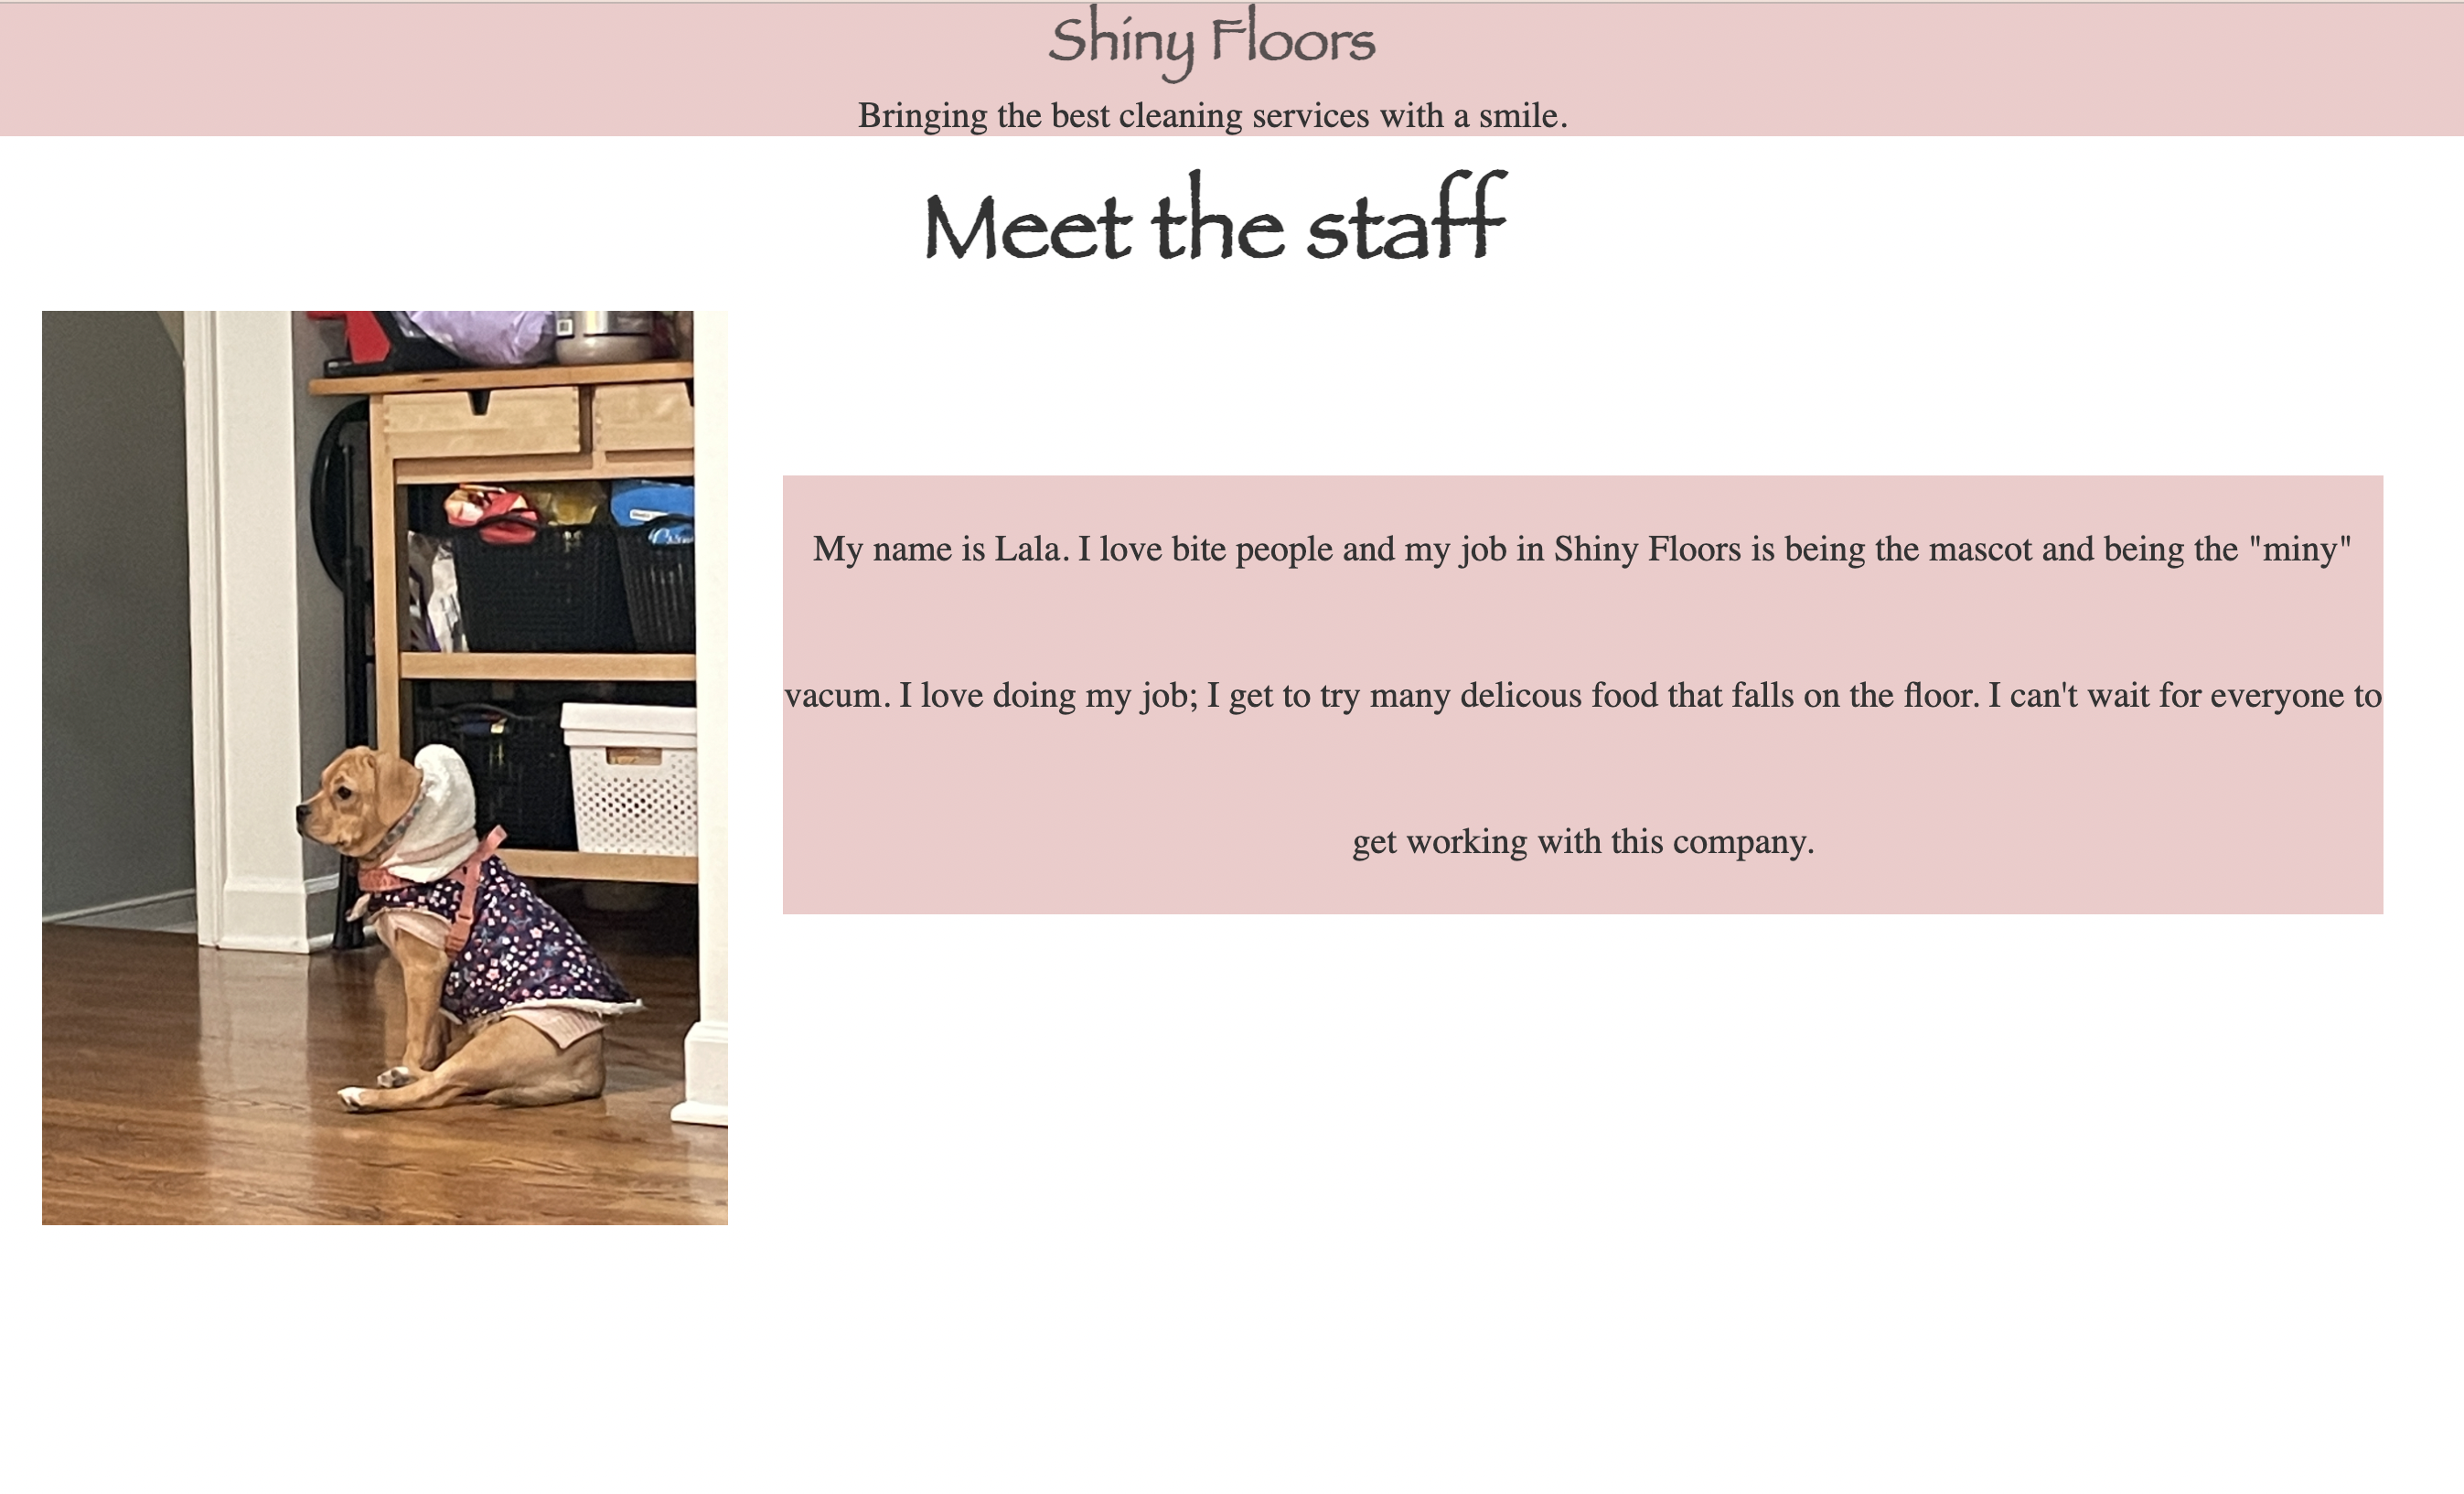 Shiny Floors
Bringing the best cleaning services with a smile.
Meet the staff
My name is Lala. I love bite people and my job in Shiny Floors is being the mascot and being the "miny"
vacum. I love doing my job; I get to try many delicous food that falls on the floor. I can't wait for everyone to
get working with this company.